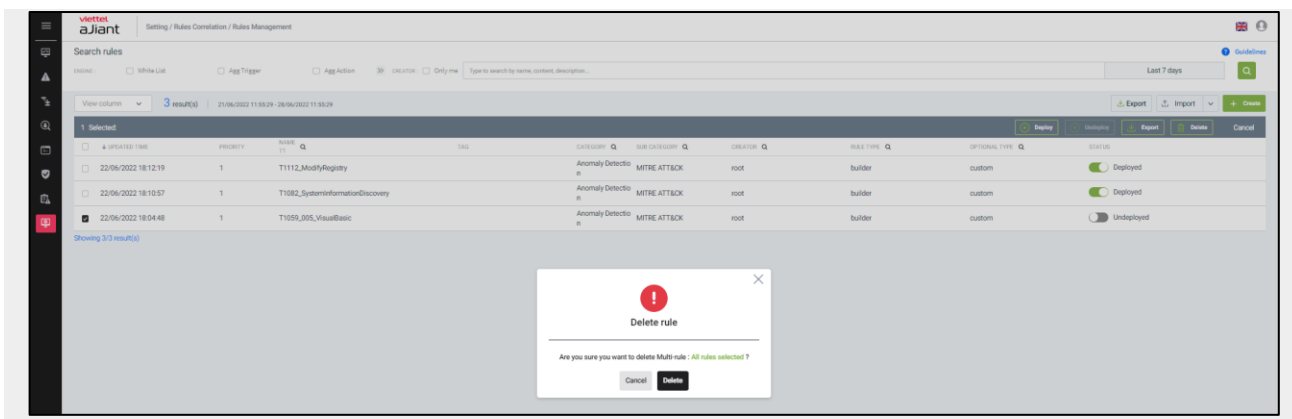 viettel
aJiant
Setting / Rules Correlation / Rules Management
Search rules
Guidelines
ENGINE:
White List
Agg Trigger
Agg Action
CREATOR:
Only me
Type to search by name, content, description...
Last 7 days
View column
3 result(s)
21/06/2022 11:55:29 - 28/06/2022 11:55:29
Export
Import
+ Create
1 Selected:
Deploy
Undeploy
Export
Delete
Cancel
UPDATED TIME PRIORITY NAME TAG CATEGORY SUB CATEGORY CREATOR RULE TYPE OPTIONAL TYPE STATUS
22/06/2022 18:12:19 1 T1112_ModifyRegistry Anomaly Detectio
n MITRE ATT&CK root builder custom Deployed
22/06/2022 18:10:57 1 T1082_SystemInformationDiscovery Anomaly Detectio
n MITRE ATT&CK root builder custom Deployed
22/06/2022 18:04:48 1 T1059_005_VisualBasic Anomaly Detectio
n MITRE ATT&CK root builder custom Undeployed
Showing 3/3 result(s)
Delete rule
Are you sure you want to delete Multi-rule : All rules selected ?
Cancel
Delete